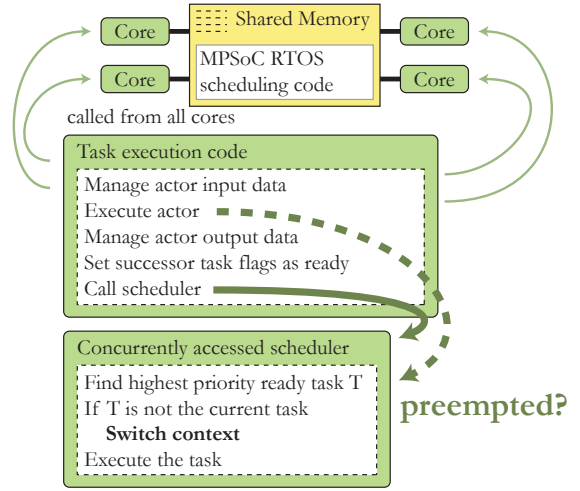 Core
Shared Memory
Core
Core
MPSoC RTOS
scheduling code
Core
called from all cores
Task execution code
Manage actor input data
Execute actor
Manage actor output data
Set successor task flags as ready
Call scheduler
Concurrently accessed scheduler
Find highest priority ready task T
If T is not the current task
Switch context
Execute the task
preempted?